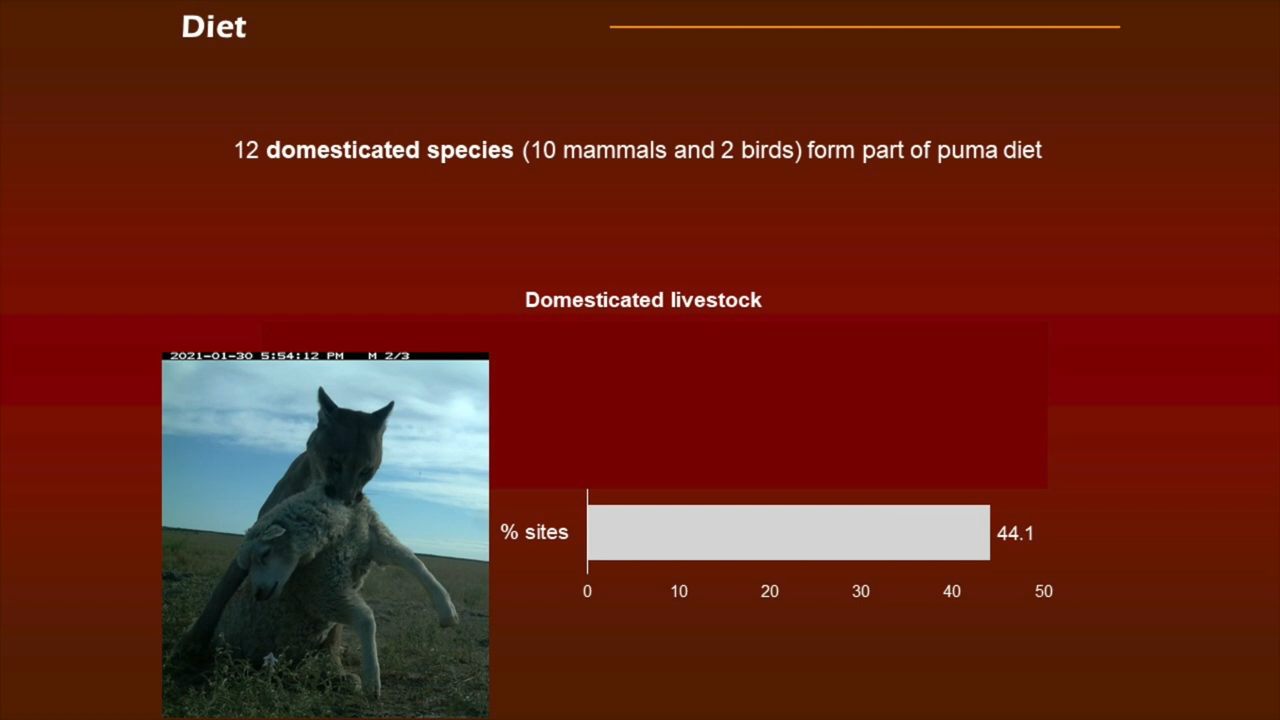 Diet
12 domesticated species (10 mammals and 2 birds) form part of puma diet
Domesticated livestock
2021-01-30 5:54:12 PM M 2/3
% sites
44.1
0 10 20 30 40 50